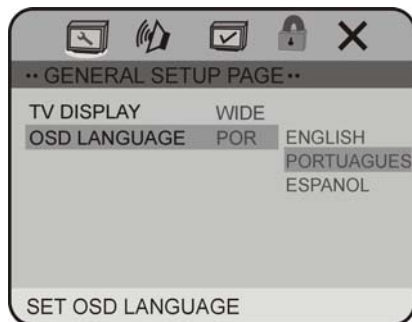 •• GENERAL SETUP PAGE ••
TV DISPLAY WIDE
OSD LANGUAGE POR ENGLISH
PORTUAGUES
ESPANOL
SET OSD LANGUAGE